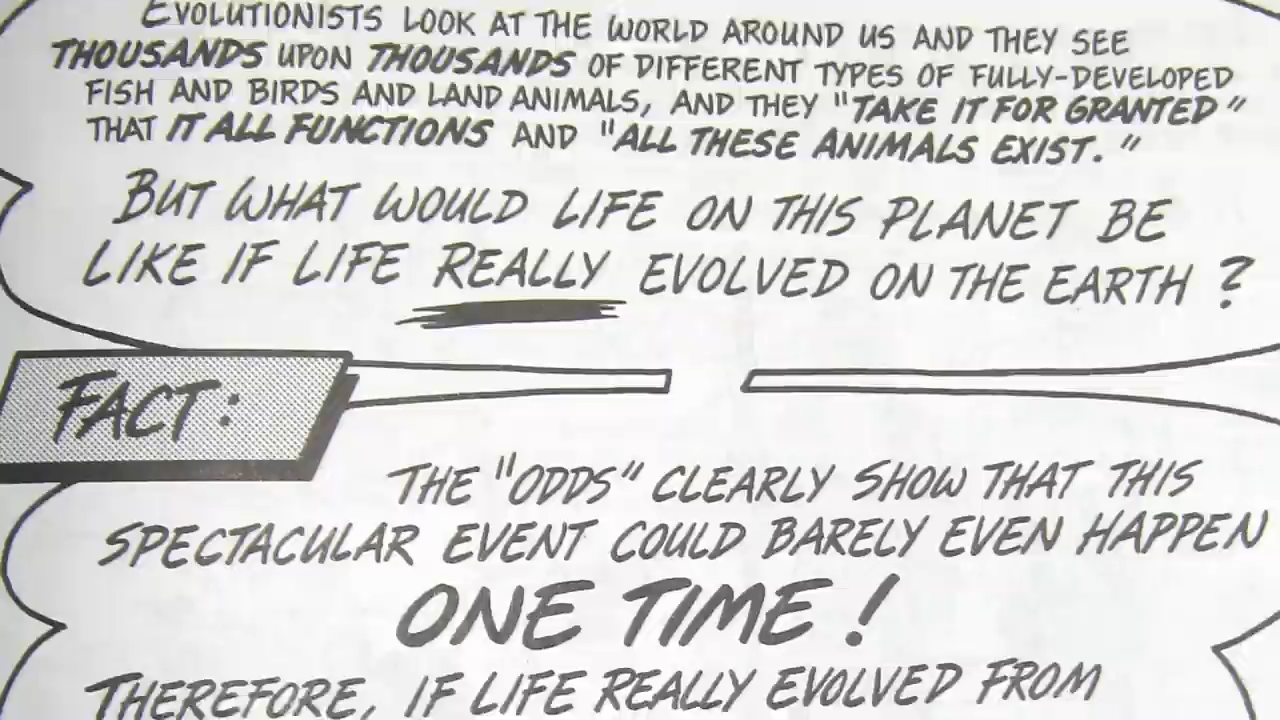 EVOLUTIONISTS LOOK AT THE WORLD AROUND US AND THEY SEE
THOUSANDS UPON THOUSANDS OF DIFFERENT TYPES OF FULLY-DEVELOPED
FISH AND BIRDS AND LAND ANIMALS, AND THEY "TAKE IT FOR GRANTED"
THAT IT ALL FUNCTIONS AND "ALL THESE ANIMALS EXIST."
BUT WHAT WOULD LIFE ON THIS PLANET BE
LIKE IF LIFE REALLY EVOLVED ON THE EARTH ?
FACT:
THE "ODDS" CLEARLY SHOW THAT THIS
SPECTACULAR EVENT COULD BARELY EVEN HAPPEN
ONE TIME !
THEREFORE, IF LIFE REALLY EVOLVED FROM